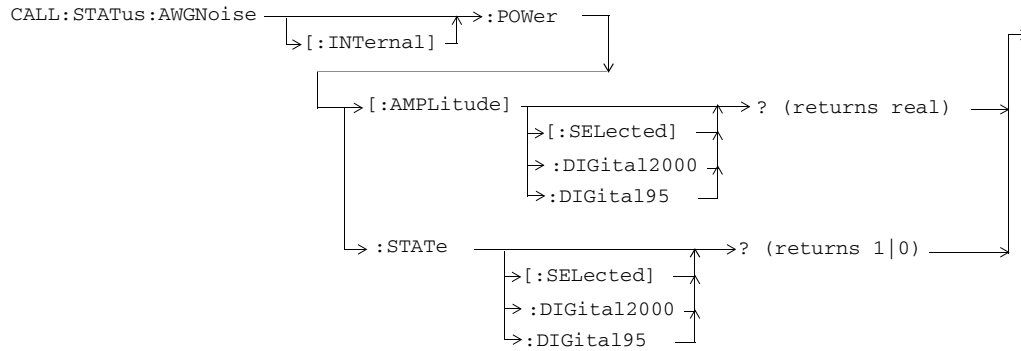 CALL:STATus:AWGNoise :POWer
[:INTernal]
[:AMPLitude] ? (returns real)
[:SELected]
:DIGital2000
:DIGital95
:STATe ? (returns 1|0)
[:SELected]
:DIGital2000
:DIGital95